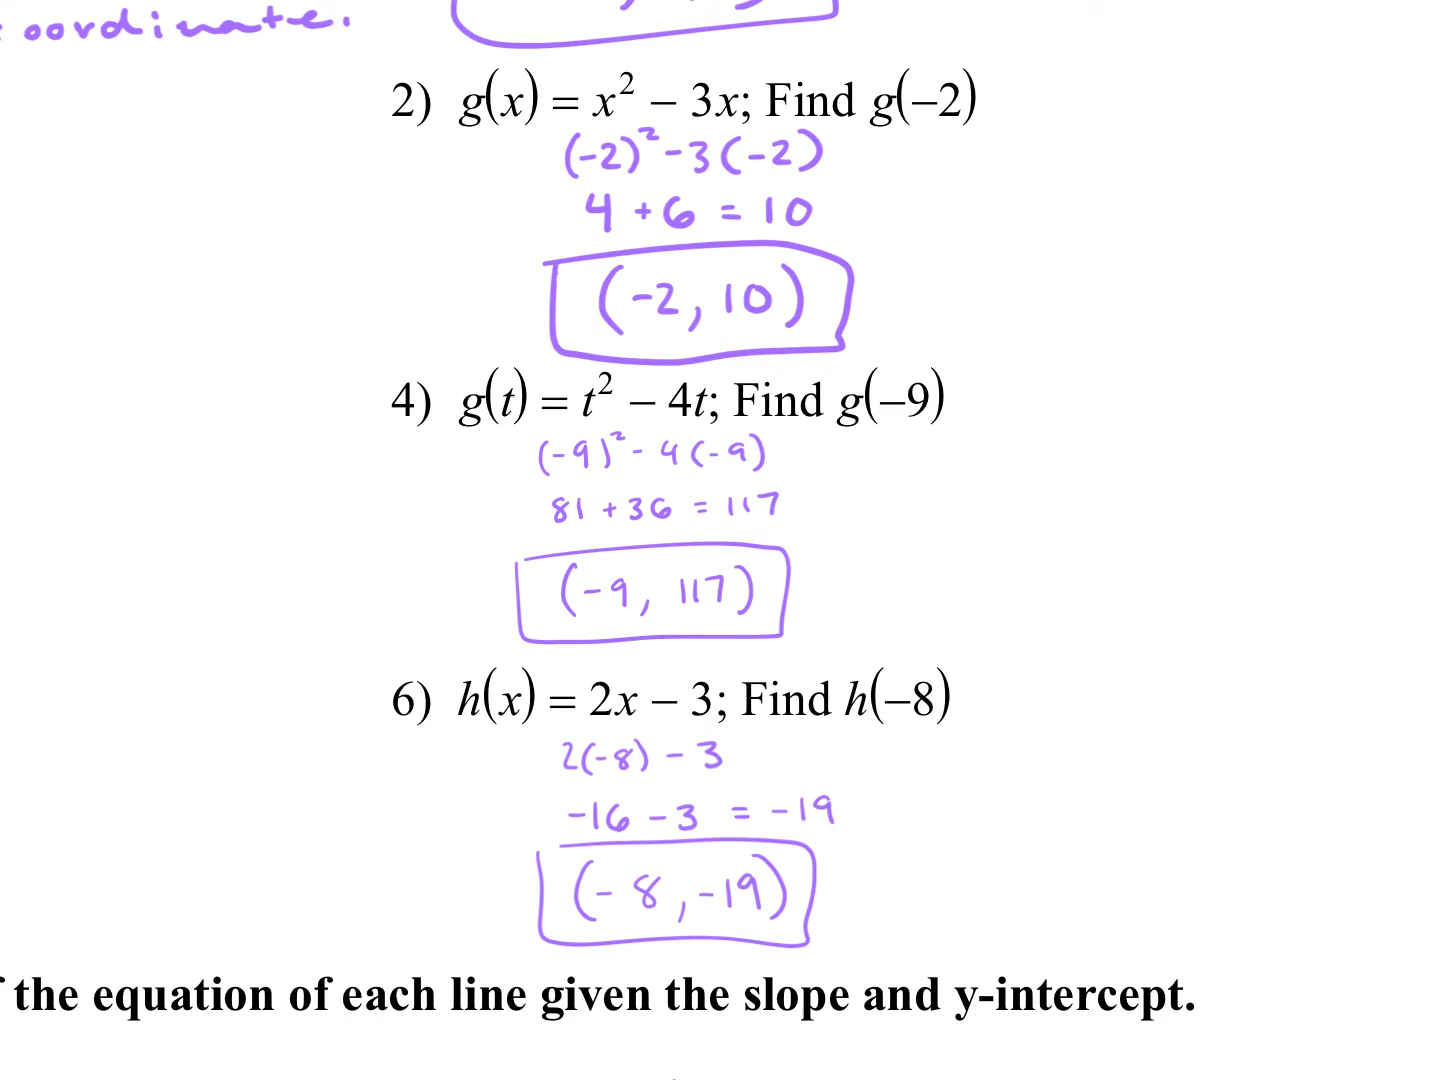 oordinate.
2) g(x) = x² − 3x; Find g(−2)
(-2)² - 3(-2)
4 + 6 = 10
(-2, 10)
4) g(t) = t² − 4t; Find g(−9)
(-9)² - 4(-9)
81 + 36 = 117
(-9, 117)
6) h(x) = 2x − 3; Find h(−8)
2(-8) - 3
-16 - 3 = -19
(-8, -19)
the equation of each line given the slope and y-intercept.